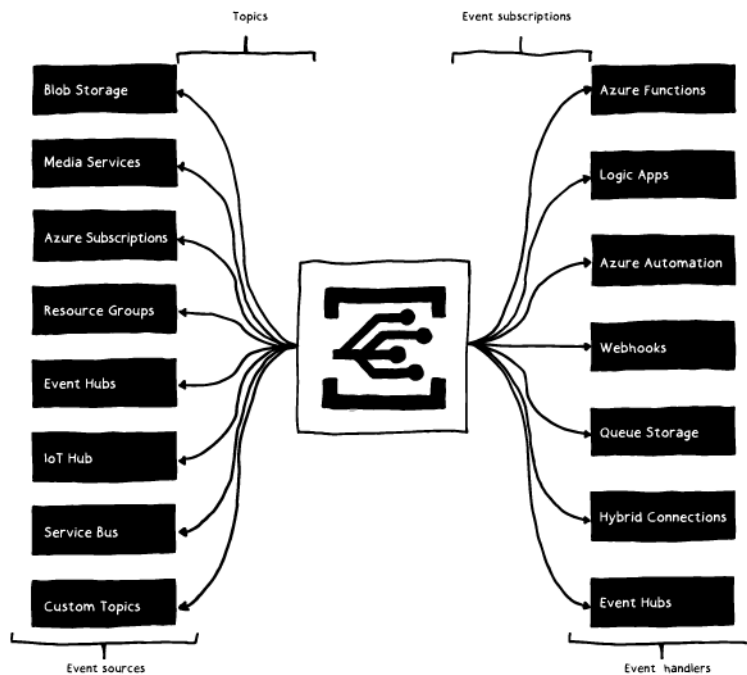 Topics
Event subscriptions
Blob Storage
Media Services
Azure Subscriptions
Resource Groups
Event Hubs
IoT Hub
Service Bus
Custom Topics
Event sources
Azure Functions
Logic Apps
Azure Automation
Webhooks
Queue Storage
Hybrid Connections
Event Hubs
Event handlers